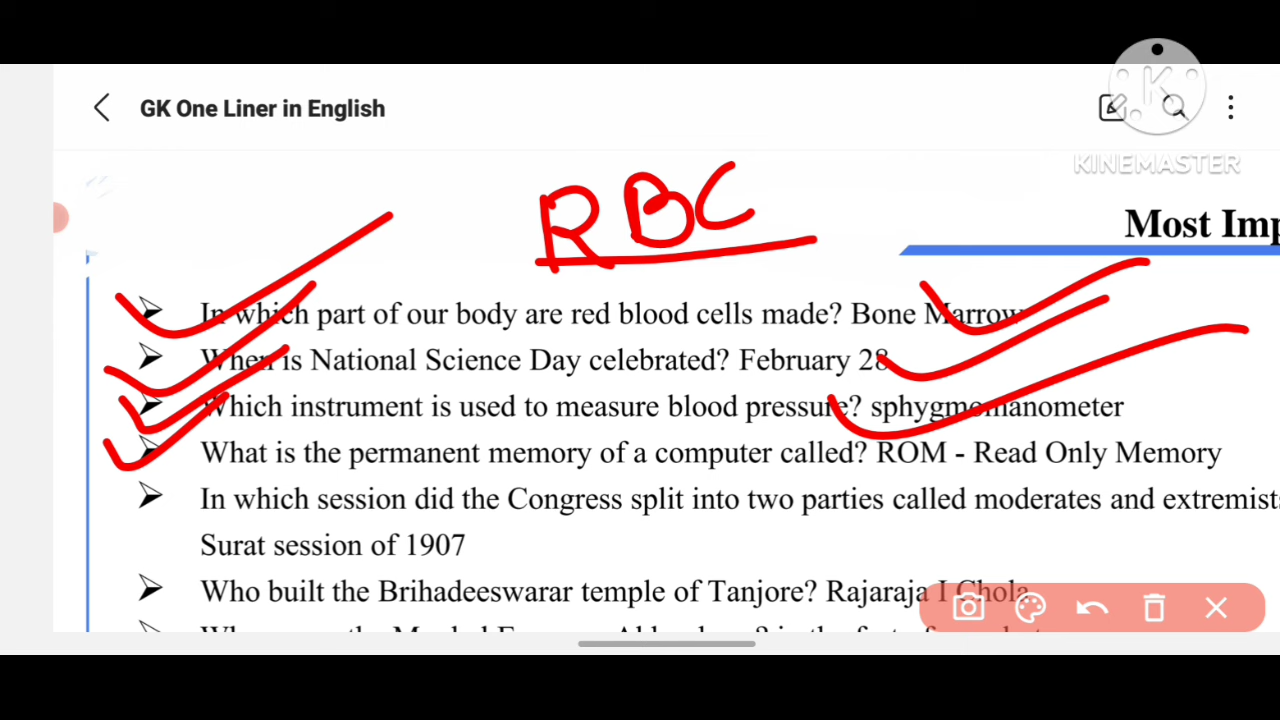 GK One Liner in English
KINEMASTER
RBC
Most Imp
➢ In which part of our body are red blood cells made? Bone Marrow
➢ When is National Science Day celebrated? February 28
➢ Which instrument is used to measure blood pressure? sphygmomanometer
➢ What is the permanent memory of a computer called? ROM - Read Only Memory
➢ In which session did the Congress split into two parties called moderates and extremists
Surat session of 1907
➢ Who built the Brihadeeswarar temple of Tanjore? Rajaraja I Chola